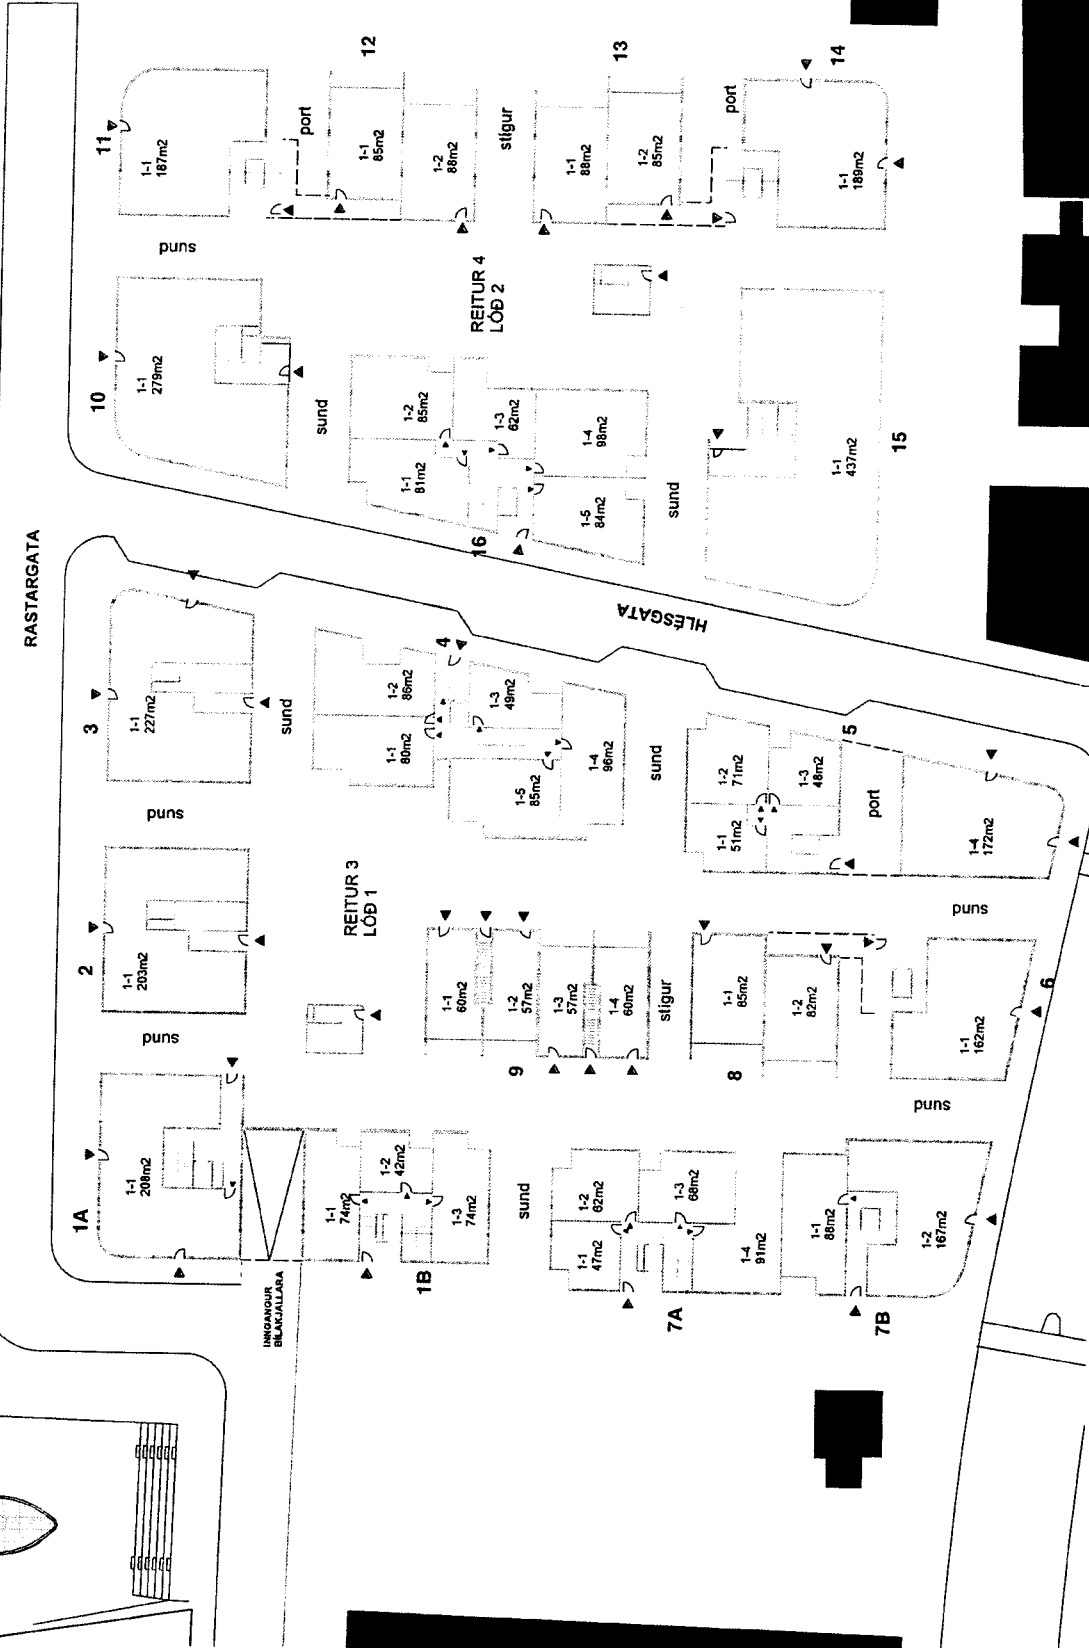 RASTARGATA
HLÉSGATA
1A
1-1
208m2
sund
2
1-1
203m2
sund
3
1-1
227m2
10
1-1
279m2
sund
11
1-1
187m2
INNGANGUR
BÍLAKJALLARA
REITUR 3
LÓÐ 1
sund
sund
port
12
1-1
85m2
1-2
88m2
1B
1-1
74m2
1-2
42m2
1-3
74m2
9
1-1
60m2
1-2
57m2
1-3
57m2
1-4
60m2
4
1-1
80m2
1-2
86m2
1-3
49m2
1-4
96m2
1-5
85m2
16
1-1
81m2
1-2
85m2
1-3
62m2
1-4
98m2
1-5
84m2
REITUR 4
LÓÐ 2
stígur
sund
stígur
sund
sund
13
1-1
88m2
1-2
85m2
port
7A
1-1
47m2
1-2
62m2
1-3
68m2
1-4
91m2
8
1-1
85m2
1-2
82m2
5
1-1
51m2
1-2
71m2
1-3
48m2
port
1-4
172m2
15
1-1
437m2
14
1-1
189m2
7B
1-1
88m2
1-2
167m2
sund
6
1-1
162m2
sund